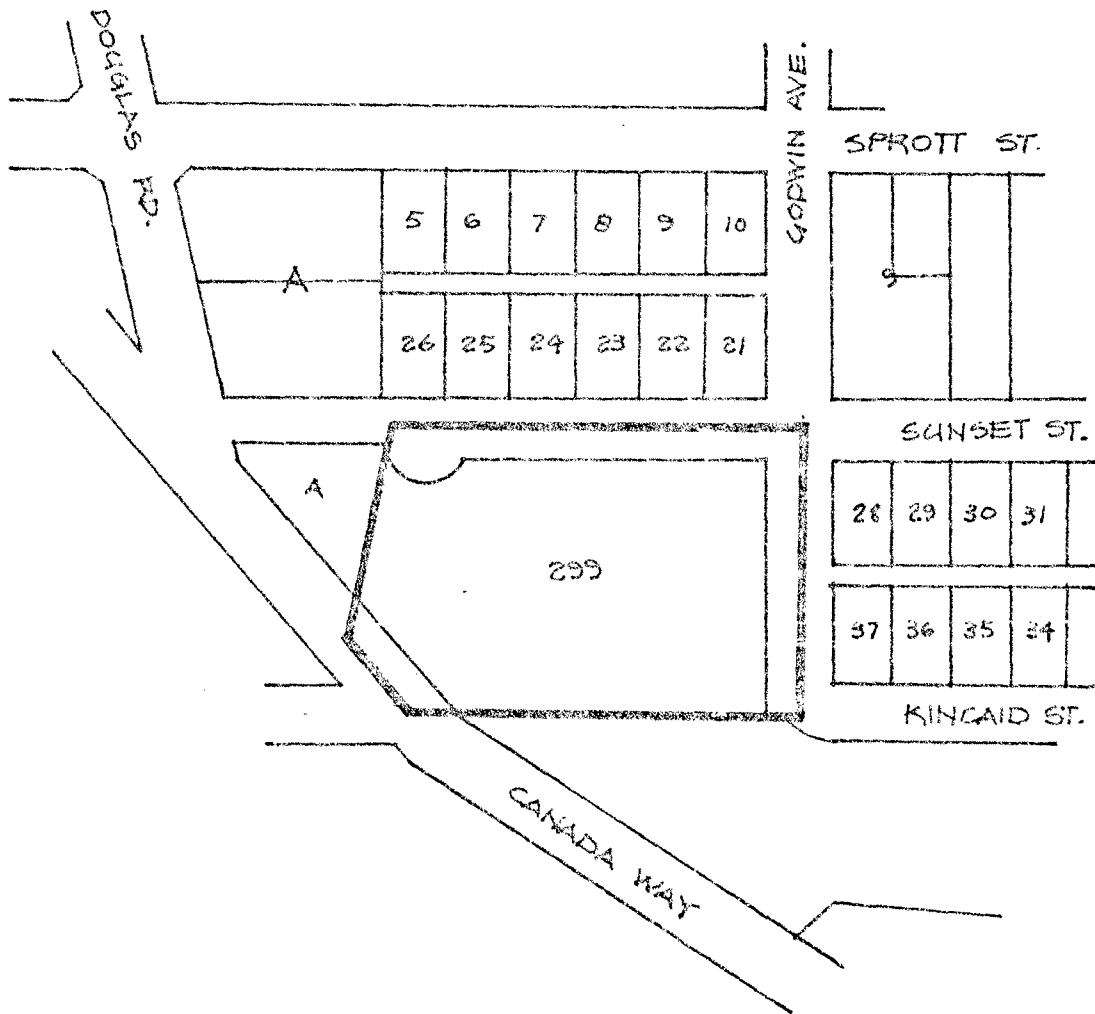 DOUGLAS RD.
GODWIN AVE.
SPROTT ST.
5 6 7 8 9 10
A
9
26 25 24 23 22 21
SUNSET ST.
A
28 29 30 31
299
37 36 35 34
KINCAID ST.
CANADA WAY